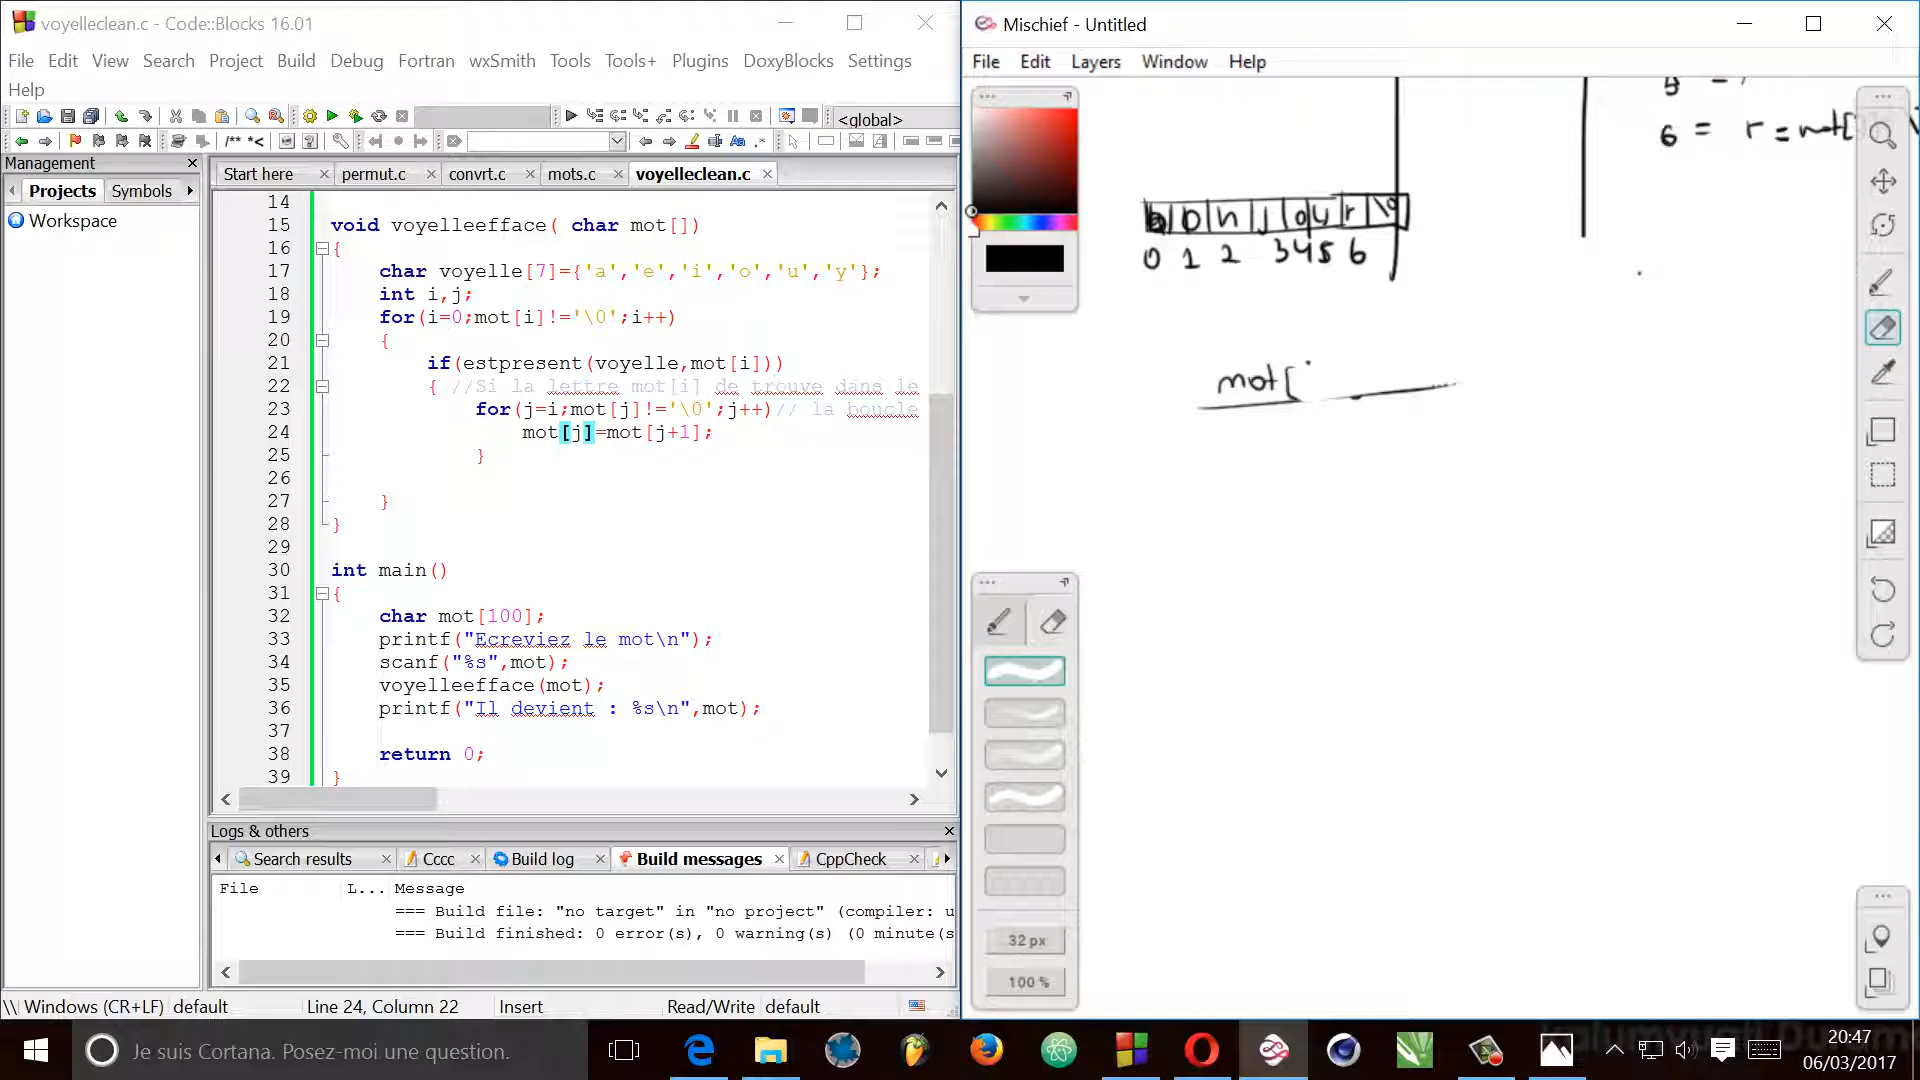 voyelleclean.c - Code::Blocks 16.01
File Edit View Search Project Build Debug Fortran wxSmith Tools Tools+ Plugins DoxyBlocks Settings
Help
<global>
/** *<
Aa .*
Management
Projects Symbols
Workspace
Start here permut.c convrt.c mots.c voyelleclean.c
14
15 void voyelleefface( char mot[])
16 {
17 char voyelle[7]={'a','e','i','o','u','y'};
18 int i,j;
19 for(i=0;mot[i]!='\0';i++)
20 {
21 if(estpresent(voyelle,mot[i]))
22 { //Si la lettre mot[i] de trouve dans le
23 for(j=i;mot[j]!='\0';j++)// la boucle
24 mot[j]=mot[j+1];
25 }
26
27 }
28 }
29
30 int main()
31 {
32 char mot[100];
33 printf("Ecreviez le mot\n");
34 scanf("%s",mot);
35 voyelleefface(mot);
36 printf("Il devient : %s\n",mot);
37
38 return 0;
39 }
Logs & others
Search results Cccc Build log Build messages CppCheck
File L... Message
=== Build file: "no target" in "no project" (compiler: u
=== Build finished: 0 error(s), 0 warning(s) (0 minute(s
Windows (CR+LF) default Line 24, Column 22 Insert Read/Write default
Mischief - Untitled
File Edit Layers Window Help
6 = r = mot[
b o n j o u r \0
0 1 2 3 4 5 6
mot[
32 px
100 %
Je suis Cortana. Posez-moi une question.
20:47
06/03/2017